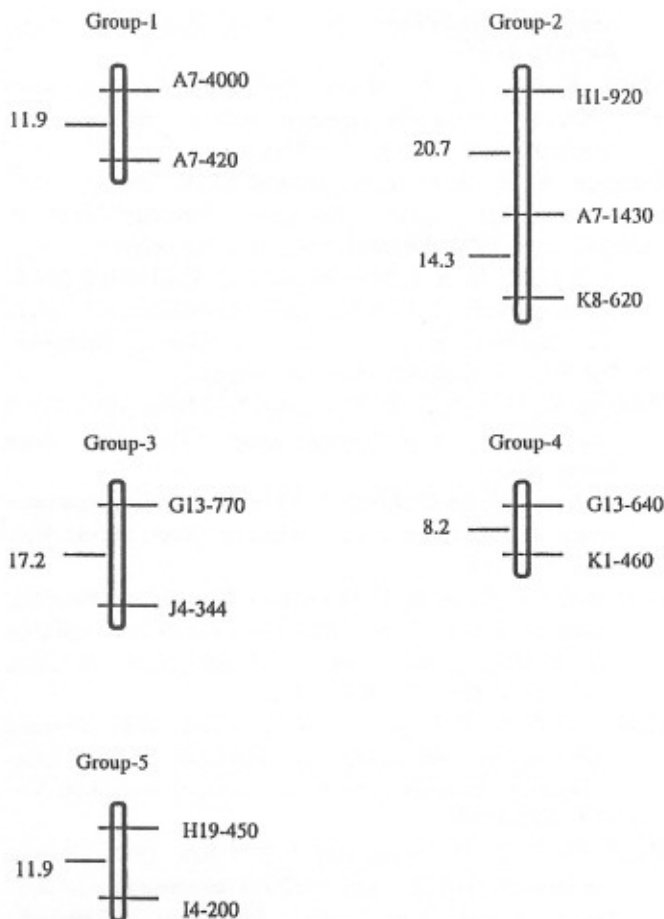 Group-1
A7-4000
11.9
A7-420
Group-2
H1-920
20.7
A7-1430
14.3
K8-620
Group-3
G13-770
17.2
J4-344
Group-4
G13-640
8.2
K1-460
Group-5
H19-450
11.9
I4-200